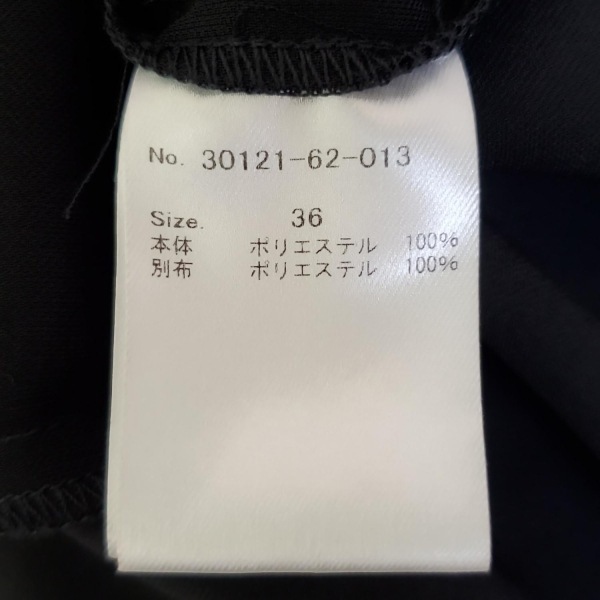 No. 30121-62-013
Size. 36
本体 ポリエステル 100%
別布 ポリエステル 100%